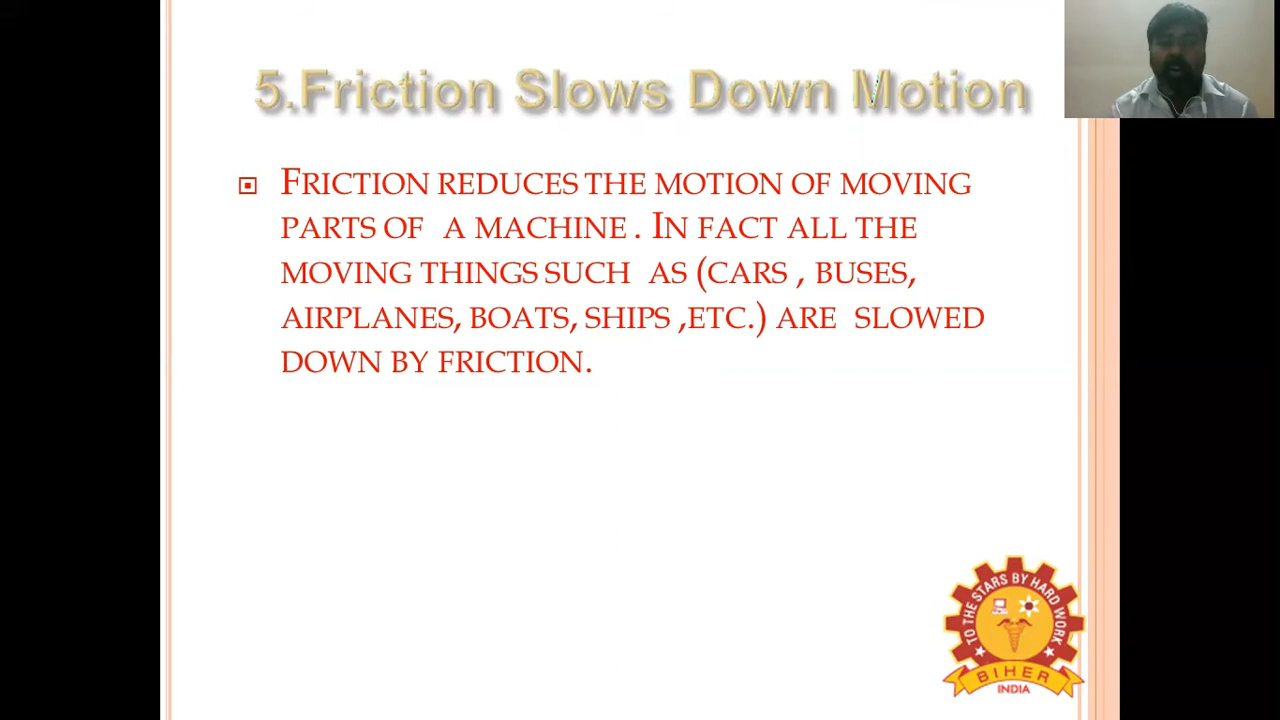 5.Friction Slows Down Motion
FRICTION REDUCES THE MOTION OF MOVING
PARTS OF A MACHINE . IN FACT ALL THE
MOVING THINGS SUCH AS (CARS , BUSES,
AIRPLANES, BOATS, SHIPS ,ETC.) ARE SLOWED
DOWN BY FRICTION.
TO THE STARS BY HARD WORK
BIHER
INDIA